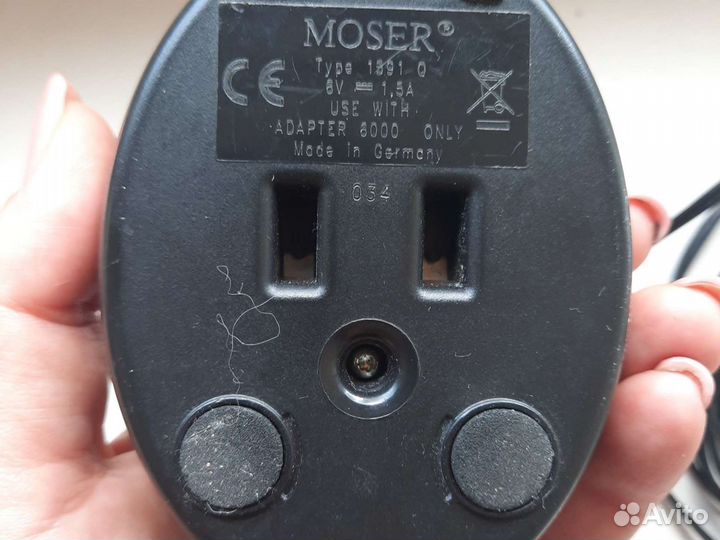 MOSER®
Type 1591 Q
6V ⎓ 1,5A
USE WITH
ADAPTER 6000 ONLY
Made in Germany
CE
034
Avito